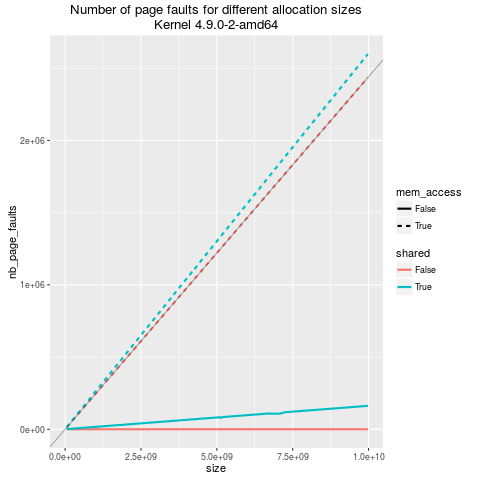 Number of page faults for different allocation sizes
Kernel 4.9.0-2-amd64
nb_page_faults
2e+06
1e+06
0e+00
0.0e+00
2.5e+09
5.0e+09
7.5e+09
1.0e+10
size
mem_access
False
True
shared
False
True